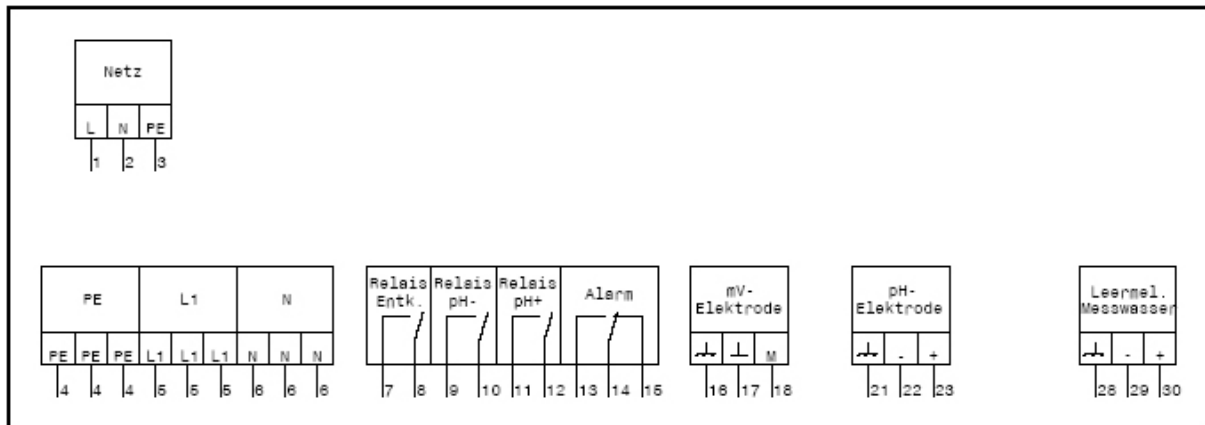 Netz
L N PE
1 2 3
PE L1 N
PE PE PE L1 L1 L1 N N N
4 4 4 5 5 5 6 6 6
Relais Entk.
Relais pH-
Relais pH+
Alarm
7 8 9 10 11 12 13 14 15
mV-
Elektrode
M
16 17 18
pH-
Elektrode
- +
21 22 23
Leermel.
Messwasser
- +
28 29 30